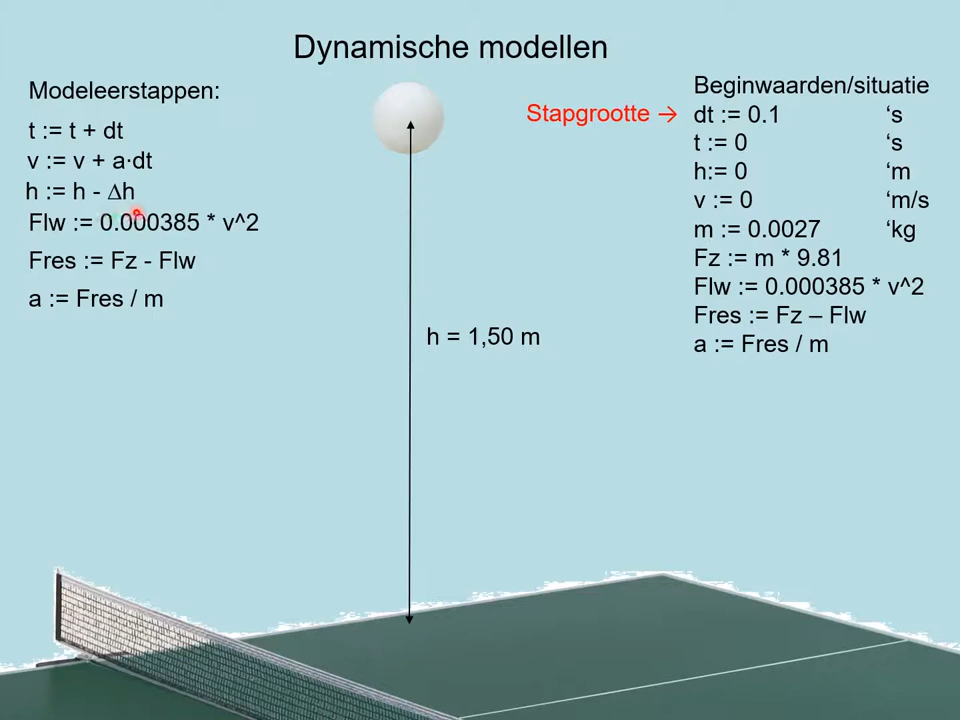 Dynamische modellen
Modeleerstappen:
t := t + dt
v := v + a·dt
h := h - ∆h
Flw := 0.000385 * v^2
Fres := Fz - Flw
a := Fres / m
h = 1,50 m
Beginwaarden/situatie
Stapgrootte → dt := 0.1 ‘s
t := 0 ‘s
h:= 0 ‘m
v := 0 ‘m/s
m := 0.0027 ‘kg
Fz := m * 9.81
Flw := 0.000385 * v^2
Fres := Fz – Flw
a := Fres / m